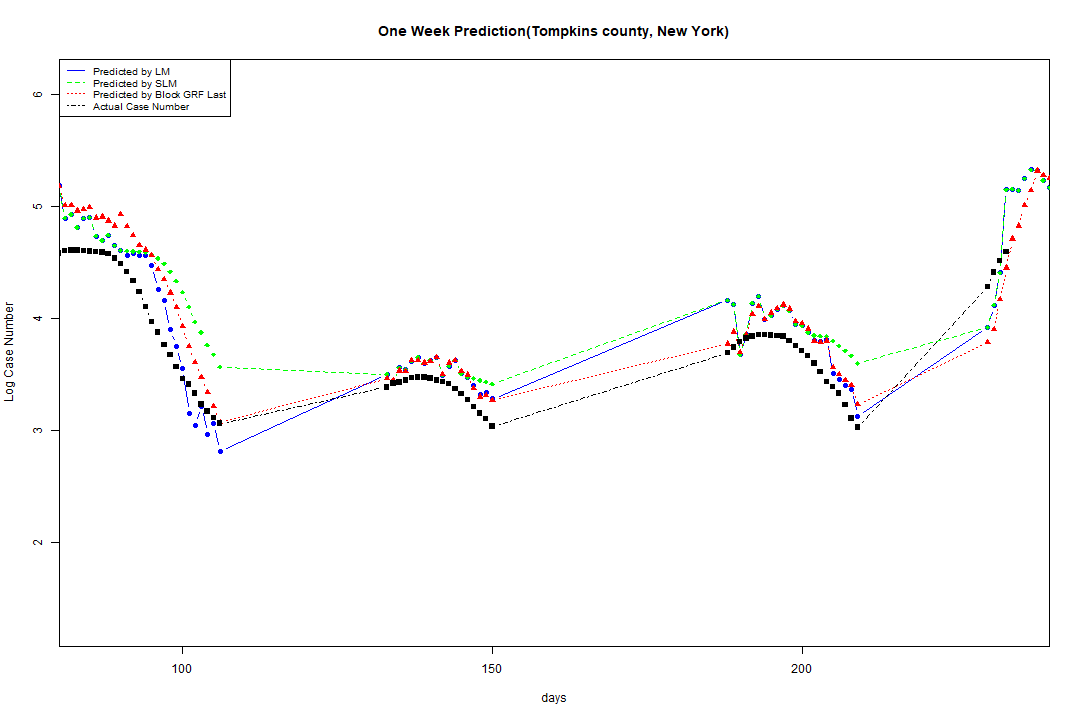 One Week Prediction(Tompkins county, New York)
Predicted by LM
Predicted by SLM
Predicted by Block GRF Last
Actual Case Number
Log Case Number
6
5
4
3
2
100
150
200
days